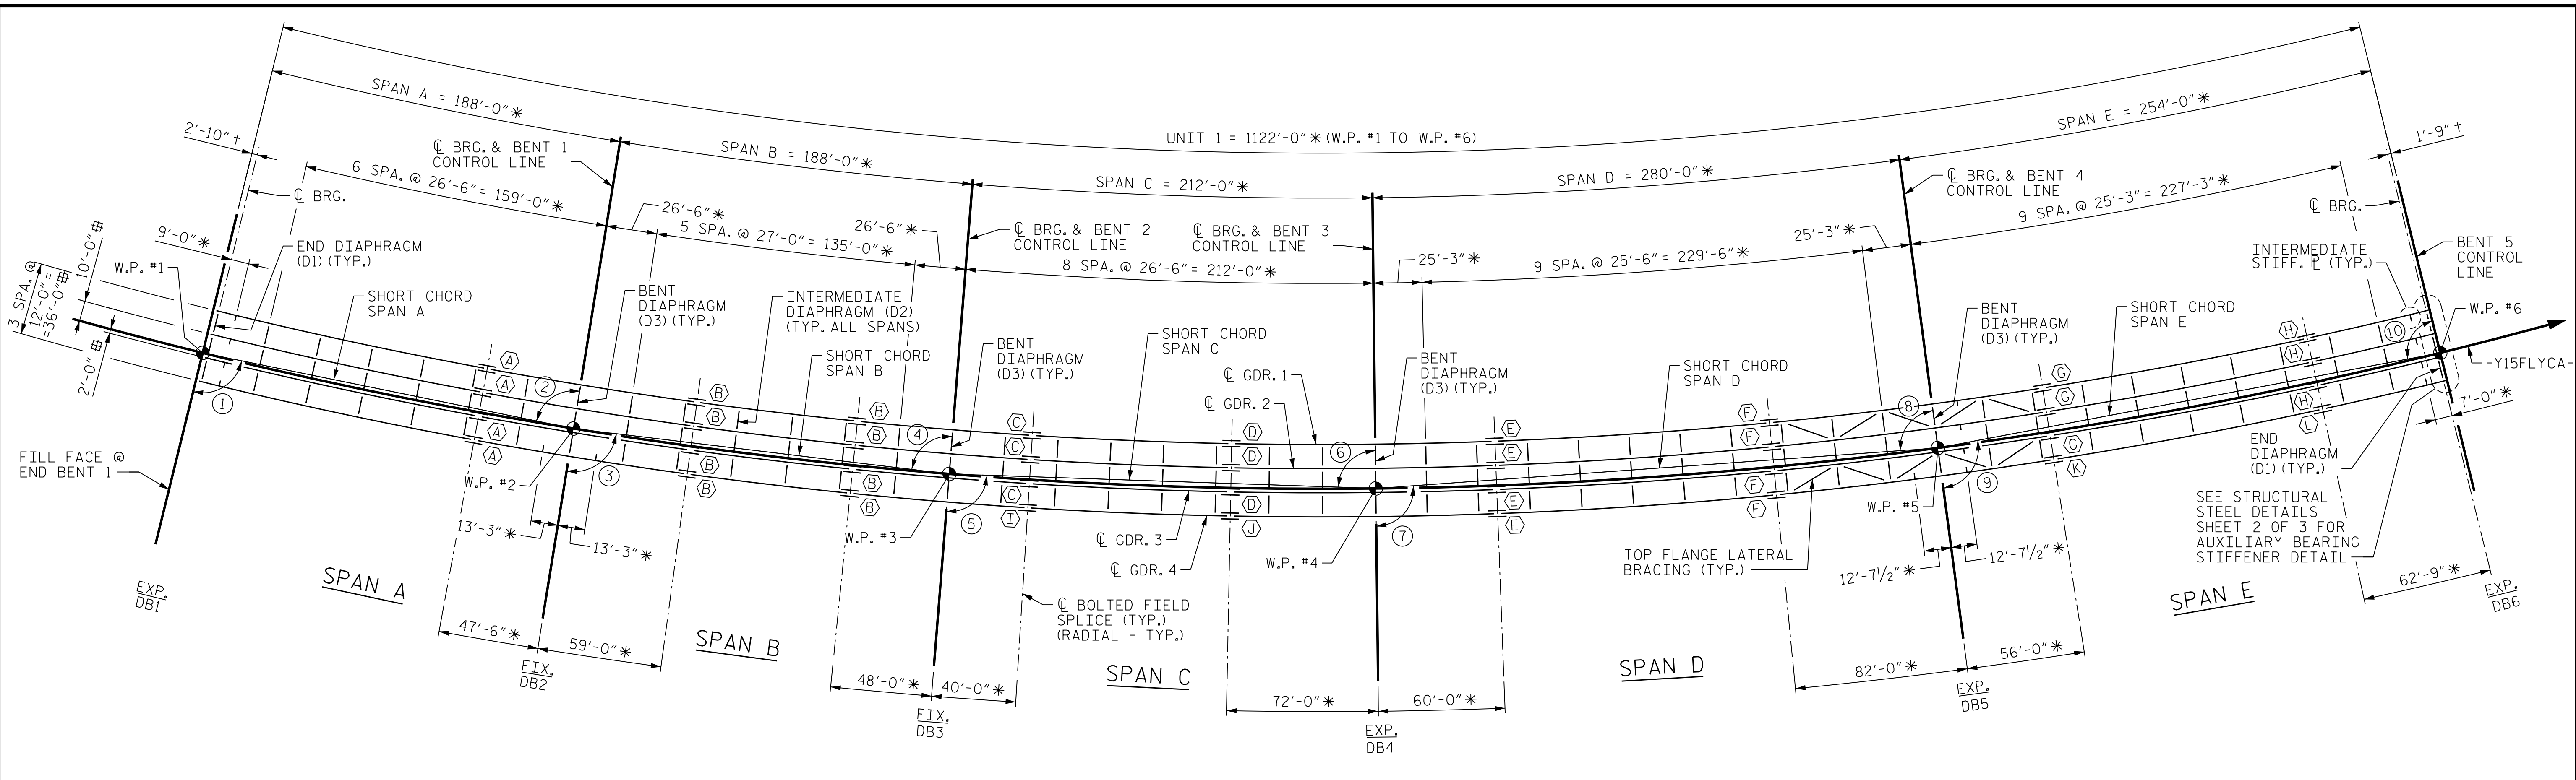 UNIT 1 = 1122'-0"✳ (W.P. #1 TO W.P. #6)
SPAN A = 188'-0"✳
SPAN B = 188'-0"✳
SPAN C = 212'-0"✳
SPAN D = 280'-0"✳
SPAN E = 254'-0"✳
2'-10" †
1'-9" †
℄ BRG. & BENT 1
CONTROL LINE
6 SPA. @ 26'-6" = 159'-0"✳
℄ BRG.
26'-6"✳
5 SPA. @ 27'-0" = 135'-0"✳
26'-6"✳
℄ BRG. & BENT 2
CONTROL LINE
℄ BRG. & BENT 3
CONTROL LINE
8 SPA. @ 26'-6" = 212'-0"✳
25'-3"✳
9 SPA. @ 25'-6" = 229'-6"✳
25'-3"✳
℄ BRG. & BENT 4
CONTROL LINE
9 SPA. @ 25'-3" = 227'-3"✳
℄ BRG.
INTERMEDIATE
STIFF. ℄ (TYP.)
BENT 5
CONTROL
LINE
9'-0"✳
END DIAPHRAGM
(D1) (TYP.)
W.P. #1
10'-0" ⌗
3 SPA. @
12'-0" =
=36'-0" ⌗
2'-0" ⌗
SHORT CHORD
SPAN A
BENT
DIAPHRAGM
(D3) (TYP.)
INTERMEDIATE
DIAPHRAGM (D2)
(TYP. ALL SPANS)
SHORT CHORD
SPAN B
BENT
DIAPHRAGM
(D3) (TYP.)
SHORT CHORD
SPAN C
℄ GDR. 1
℄ GDR. 2
BENT
DIAPHRAGM
(D3) (TYP.)
SHORT CHORD
SPAN D
BENT
DIAPHRAGM
(D3) (TYP.)
SHORT CHORD
SPAN E
W.P. #6
-Y15FLYCA-
A
A
A
A
B
B
B
B
B
B
B
B
C
C
C
I
D
D
D
J
E
E
E
E
F
F
F
F
G
G
G
K
H
H
H
L
1
2
3
4
5
6
7
8
9
10
FILL FACE @
END BENT 1
W.P. #2
13'-3"✳
13'-3"✳
W.P. #3
℄ GDR. 3
℄ GDR. 4
W.P. #4
TOP FLANGE LATERAL
BRACING (TYP.)
W.P. #5
12'-7½"✳
12'-7½"✳
END
DIAPHRAGM
(D1) (TYP.)
7'-0"✳
SEE STRUCTURAL
STEEL DETAILS
SHEET 2 OF 3 FOR
AUXILIARY BEARING
STIFFENER DETAIL
℄ BOLTED FIELD
SPLICE (TYP.)
(RADIAL - TYP.)
EXP.
DB1
SPAN A
47'-6"✳
59'-0"✳
FIX.
DB2
SPAN B
48'-0"✳
40'-0"✳
FIX.
DB3
SPAN C
72'-0"✳
60'-0"✳
EXP.
DB4
SPAN D
82'-0"✳
56'-0"✳
EXP.
DB5
SPAN E
62'-9"✳
EXP.
DB6